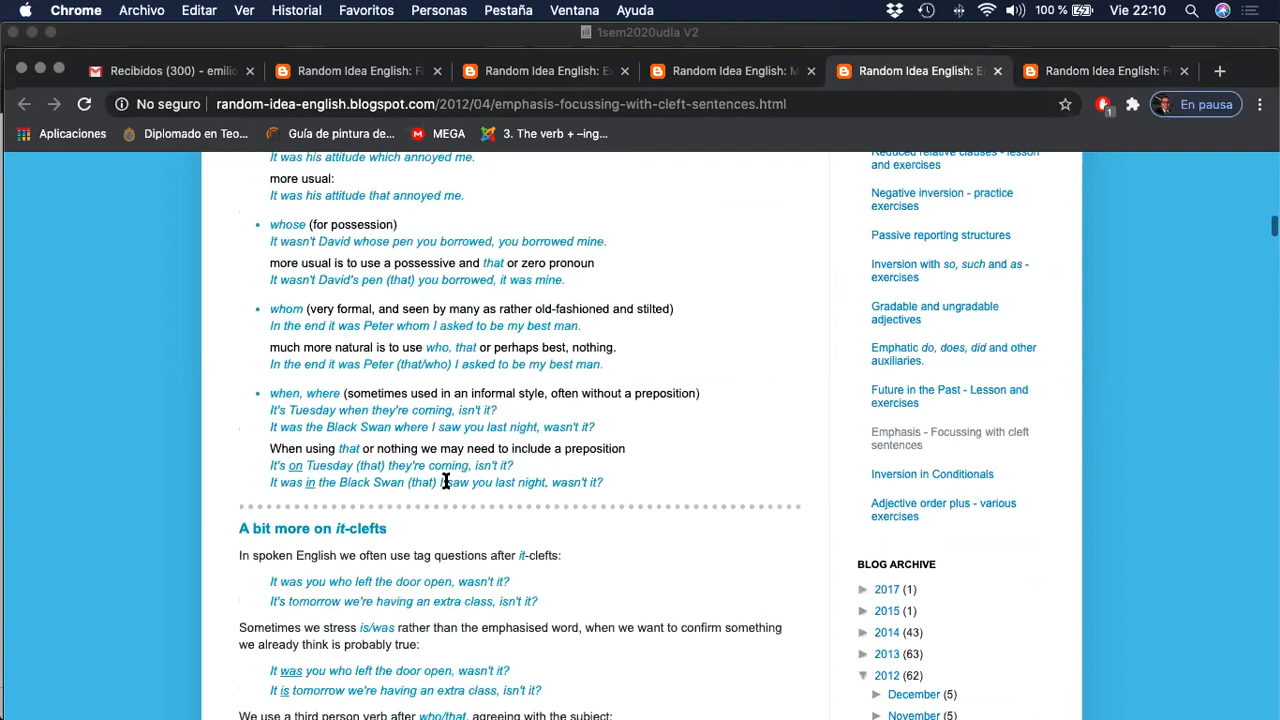 Chrome Archivo Editar Ver Historial Favoritos Personas Pestaña Ventana Ayuda 100 % Vie 22:10
1sem2020udla V2
Recibidos (300) - emilio Random Idea English: F Random Idea English: E Random Idea English: M Random Idea English: E Random Idea English: F
No seguro random-idea-english.blogspot.com/2012/04/emphasis-focussing-with-cleft-sentences.html 1 En pausa
Aplicaciones Diplomado en Teo... Guía de pintura de... MEGA 3. The verb + –ing...
It was his attitude which annoyed me.
more usual:
It was his attitude that annoyed me.
whose (for possession)
It wasn't David whose pen you borrowed, you borrowed mine.
more usual is to use a possessive and that or zero pronoun
It wasn't David's pen (that) you borrowed, it was mine.
whom (very formal, and seen by many as rather old-fashioned and stilted)
In the end it was Peter whom I asked to be my best man.
much more natural is to use who, that or perhaps best, nothing.
In the end it was Peter (that/who) I asked to be my best man.
when, where (sometimes used in an informal style, often without a preposition)
It's Tuesday when they're coming, isn't it?
It was the Black Swan where I saw you last night, wasn't it?
When using that or nothing we may need to include a preposition
It's on Tuesday (that) they're coming, isn't it?
It was in the Black Swan (that) I saw you last night, wasn't it?
A bit more on it-clefts
In spoken English we often use tag questions after it-clefts:
It was you who left the door open, wasn't it?
It's tomorrow we're having an extra class, isn't it?
Sometimes we stress is/was rather than the emphasised word, when we want to confirm something
we already think is probably true:
It was you who left the door open, wasn't it?
It is tomorrow we're having an extra class, isn't it?
We use a third person verb after who/that, agreeing with the subject:
Reduced relative clauses - lesson
and exercises
Negative inversion - practice
exercises
Passive reporting structures
Inversion with so, such and as -
exercises
Gradable and ungradable
adjectives
Emphatic do, does, did and other
auxiliaries.
Future in the Past - Lesson and
exercises
Emphasis - Focussing with cleft
sentences
Inversion in Conditionals
Adjective order plus - various
exercises
BLOG ARCHIVE
► 2017 (1)
► 2015 (1)
► 2014 (43)
► 2013 (63)
▼ 2012 (62)
► December (5)
► November (5)